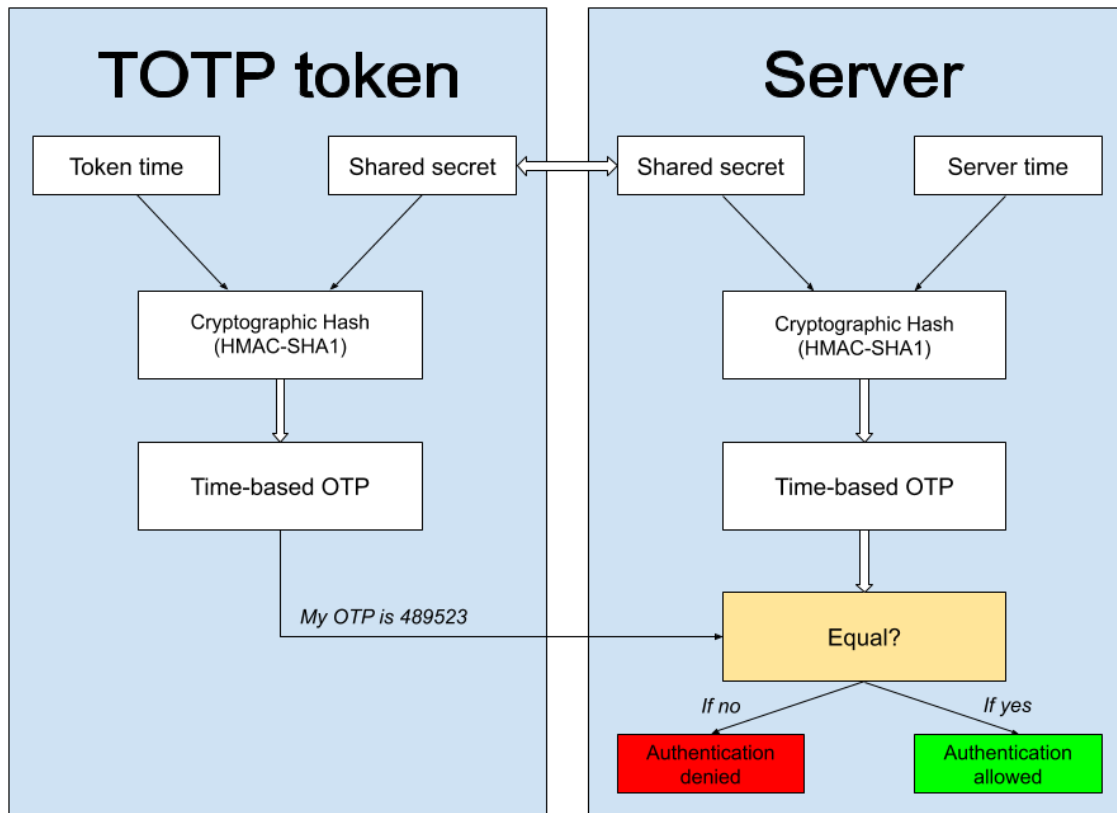 TOTP token
Token time
Shared secret
Cryptographic Hash
(HMAC-SHA1)
Time-based OTP
My OTP is 489523
Server
Shared secret
Server time
Cryptographic Hash
(HMAC-SHA1)
Time-based OTP
Equal?
If no
If yes
Authentication
denied
Authentication
allowed